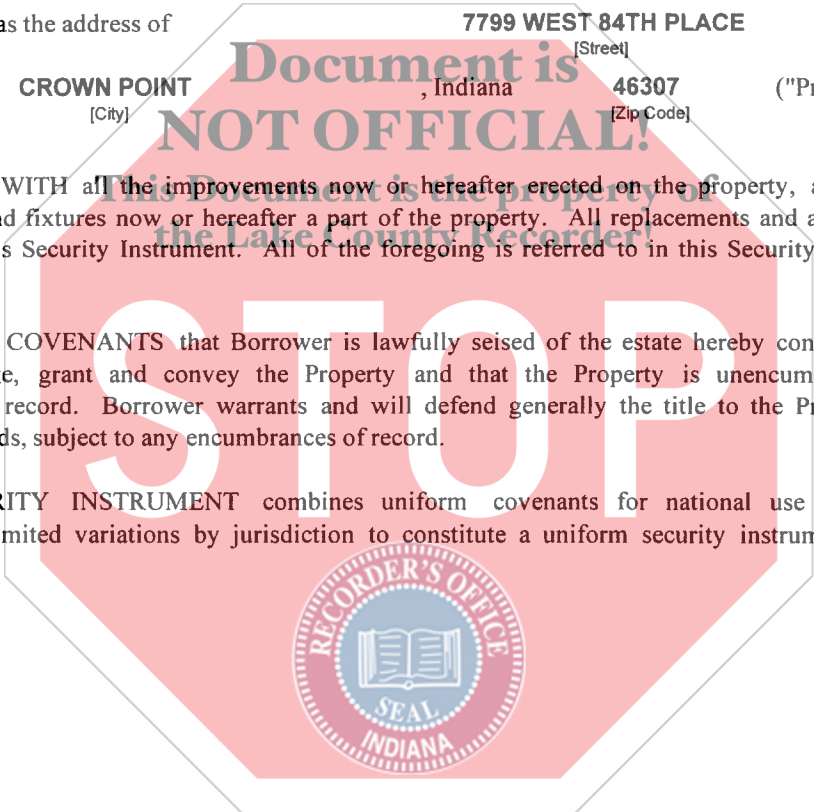 as the address of 7799 WEST 84TH PLACE
[Street]
Document is
CROWN POINT , Indiana 46307 ("Pr
[City] [Zip Code]
NOT OFFICIAL!
WITH all the improvements now or hereafter erected on the property, a
This Document is the property of
d fixtures now or hereafter a part of the property. All replacements and a
the Lake County Recorder!
s Security Instrument. All of the foregoing is referred to in this Security
COVENANTS that Borrower is lawfully seised of the estate hereby con
e, grant and convey the Property and that the Property is unencum
record. Borrower warrants and will defend generally the title to the Pr
ds, subject to any encumbrances of record.
STOP
RITY INSTRUMENT combines uniform covenants for national use
mited variations by jurisdiction to constitute a uniform security instrum
RECORDER'S OFFICE
SEAL
INDIANA